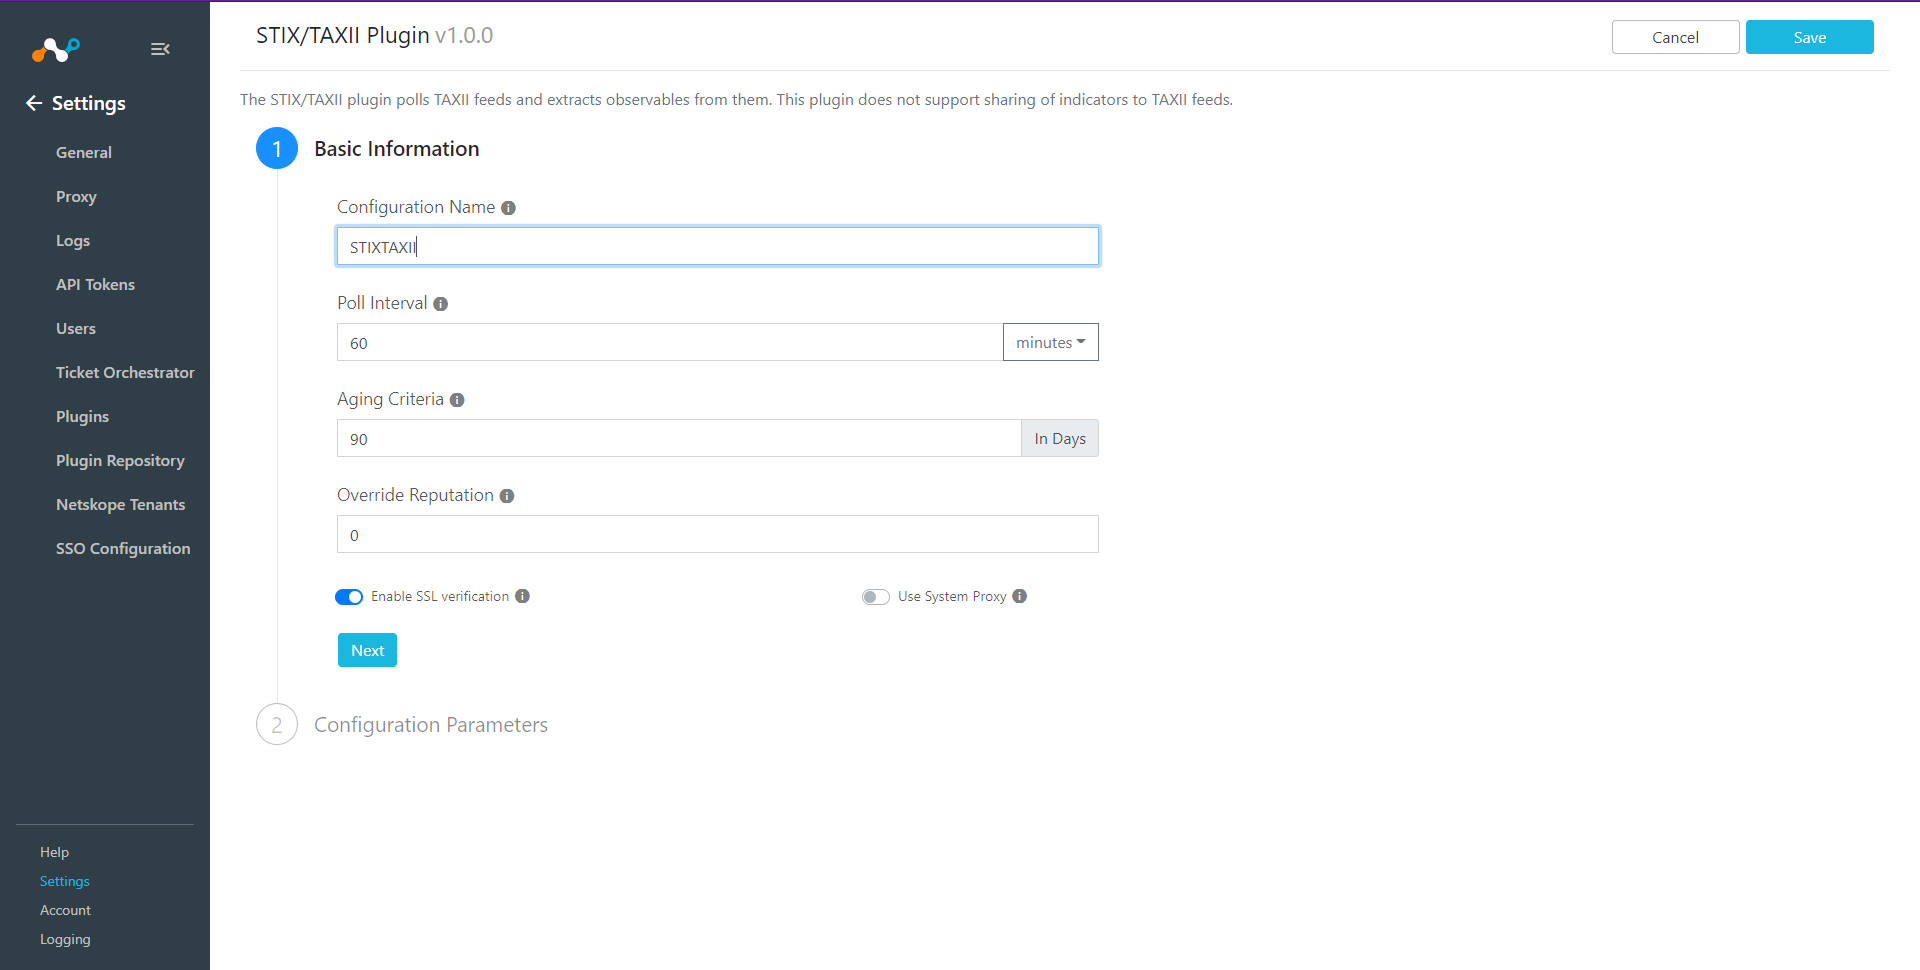 Settings
General
Proxy
Logs
API Tokens
Users
Ticket Orchestrator
Plugins
Plugin Repository
Netskope Tenants
SSO Configuration
Help
Settings
Account
Logging
STIX/TAXII Plugin v1.0.0
Cancel
Save
The STIX/TAXII plugin polls TAXII feeds and extracts observables from them. This plugin does not support sharing of indicators to TAXII feeds.
1 Basic Information
Configuration Name
STIXTAXII
Poll Interval
60 minutes
Aging Criteria
90 In Days
Override Reputation
0
Enable SSL verification
Use System Proxy
Next
2 Configuration Parameters